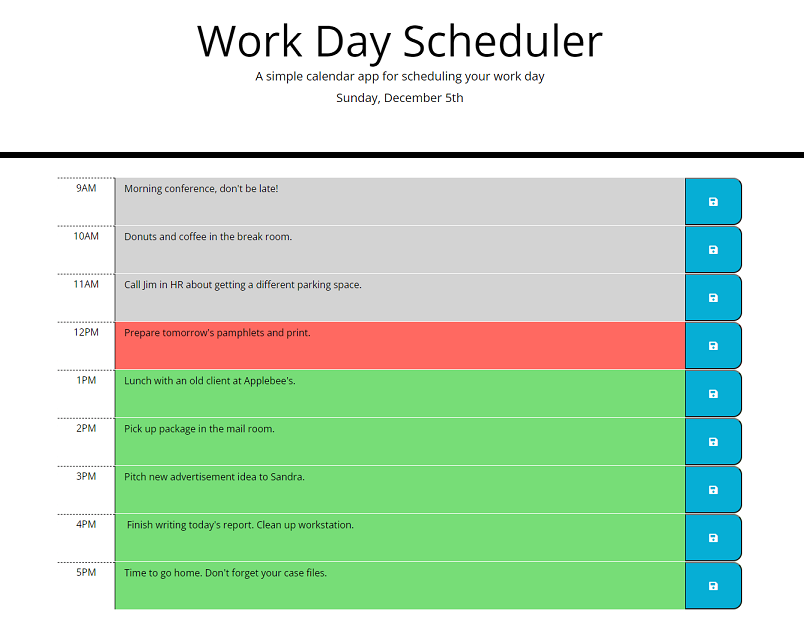 Work Day Scheduler
A simple calendar app for scheduling your work day
Sunday, December 5th
9AM Morning conference, don't be late!
10AM Donuts and coffee in the break room.
11AM Call Jim in HR about getting a different parking space.
12PM Prepare tomorrow's pamphlets and print.
1PM Lunch with an old client at Applebee's.
2PM Pick up package in the mail room.
3PM Pitch new advertisement idea to Sandra.
4PM Finish writing today's report. Clean up workstation.
5PM Time to go home. Don't forget your case files.